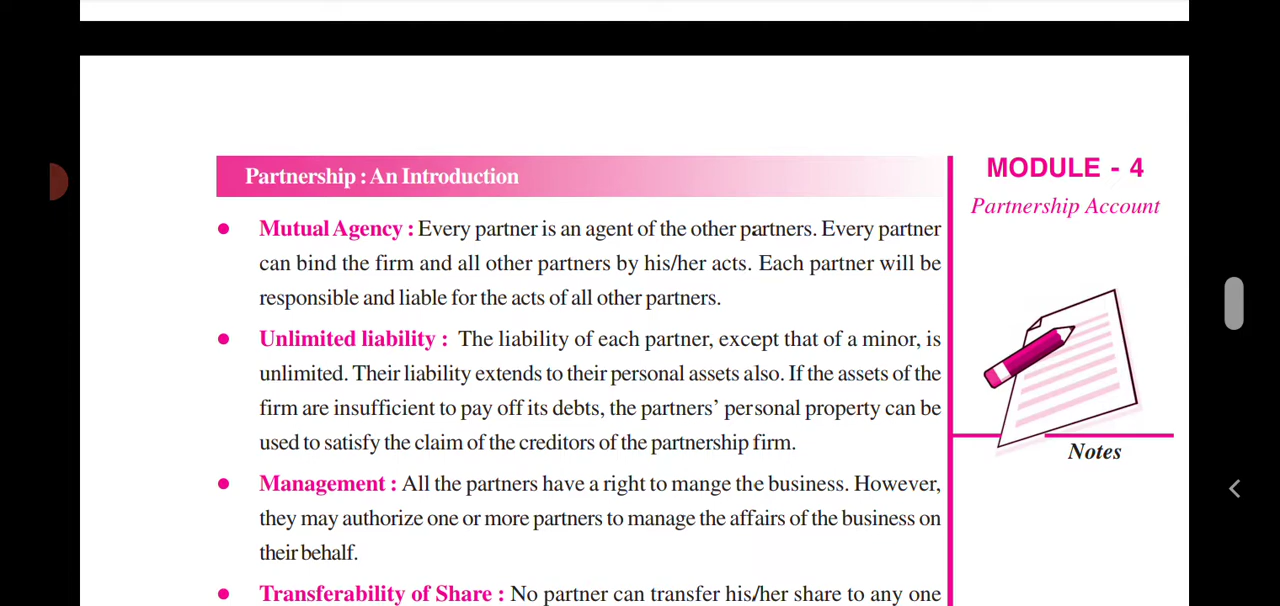 Partnership : An Introduction
MODULE - 4
Partnership Account
● Mutual Agency : Every partner is an agent of the other partners. Every partner
can bind the firm and all other partners by his/her acts. Each partner will be
responsible and liable for the acts of all other partners.
● Unlimited liability : The liability of each partner, except that of a minor, is
unlimited. Their liability extends to their personal assets also. If the assets of the
firm are insufficient to pay off its debts, the partners’ personal property can be
used to satisfy the claim of the creditors of the partnership firm.
Notes
● Management : All the partners have a right to mange the business. However,
they may authorize one or more partners to manage the affairs of the business on
their behalf.
● Transferability of Share : No partner can transfer his/her share to any one